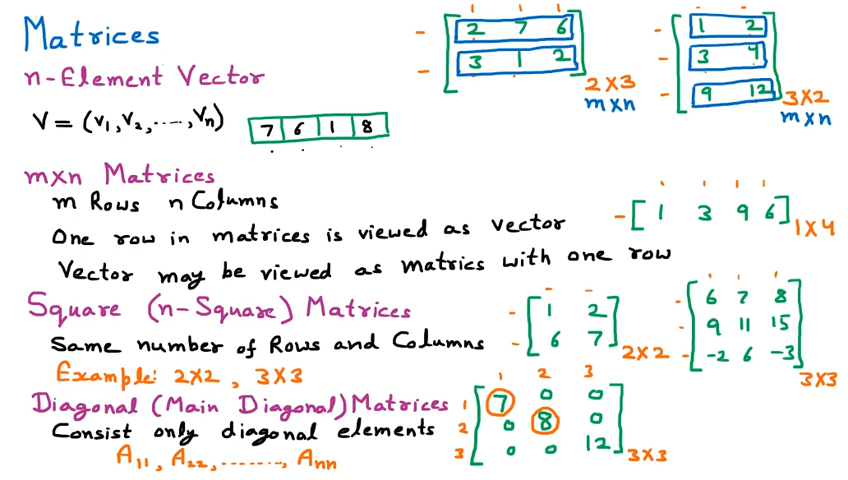 Matrices
n-Element Vector
V = (v1, v2, ....., vn)
7 6 1 8
2 7 6
3 1 2
2X3
mxn
1 2
3 4
9 12
3X2
mxn
mxn Matrices
m Rows n Columns
One row in matrices is viewed as vector
Vector may be viewed as matrics with one row
[ 1 3 9 6 ] 1X4
Square (n-Square) Matrices
Same number of Rows and Columns
Example: 2X2 , 3X3
1 2
6 7
2X2
6 7 8
9 11 15
-2 6 -3
3X3
Diagonal (Main Diagonal) Matrices
Consist only diagonal elements
A11, A22, ........, Ann
1 2 3
1 7 0 0
2 0 8 0
3 0 0 12
3X3